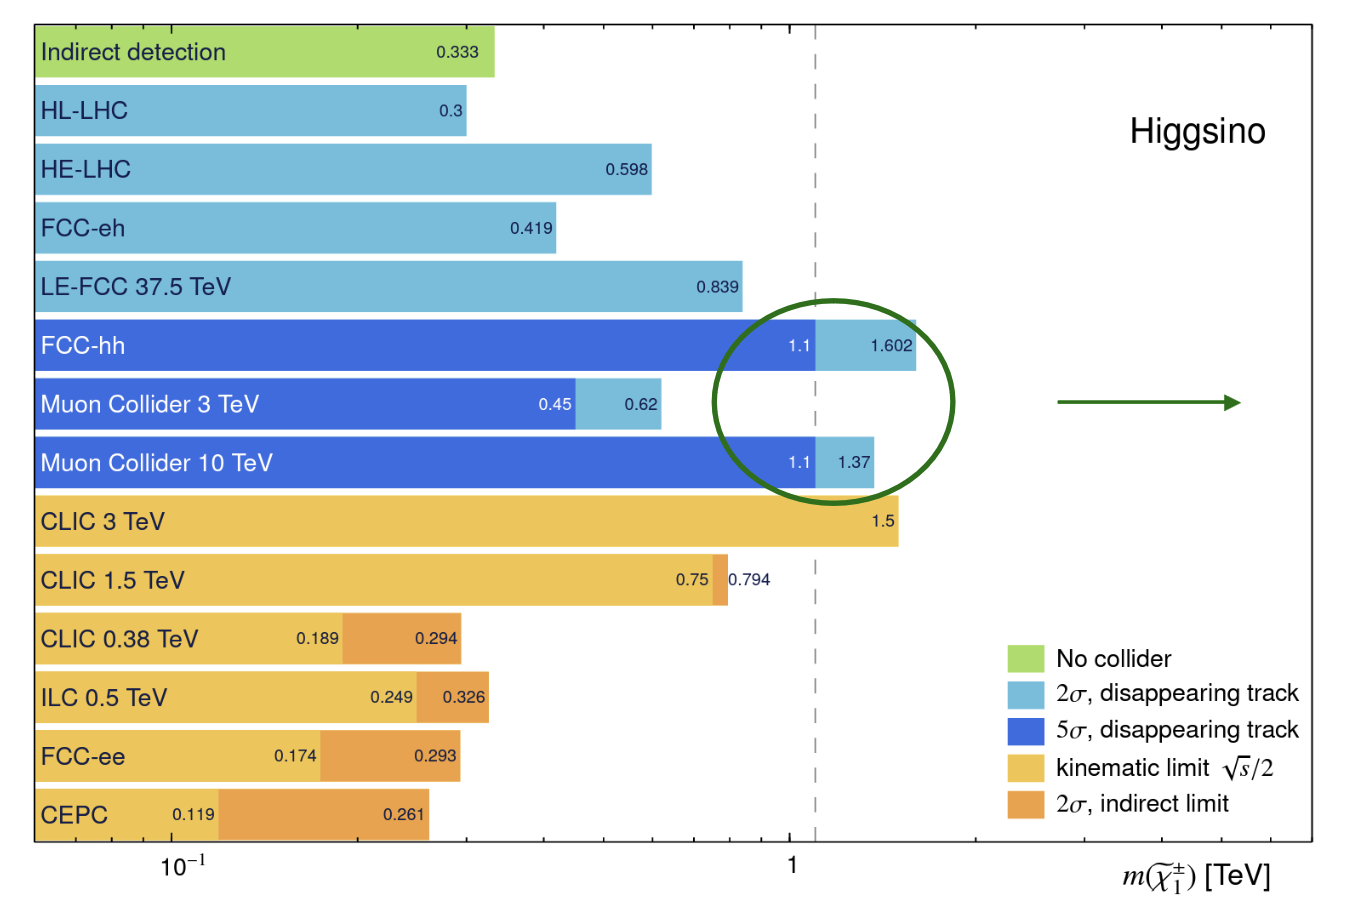 Indirect detection 0.333
HL-LHC 0.3
Higgsino
HE-LHC 0.598
FCC-eh 0.419
LE-FCC 37.5 TeV 0.839
FCC-hh 1.1 1.602
Muon Collider 3 TeV 0.45 0.62
Muon Collider 10 TeV 1.1 1.37
CLIC 3 TeV 1.5
CLIC 1.5 TeV 0.75 0.794
CLIC 0.38 TeV 0.189 0.294
ILC 0.5 TeV 0.249 0.326
FCC-ee 0.174 0.293
CEPC 0.119 0.261
No collider
2σ, disappearing track
5σ, disappearing track
kinematic limit √s/2
2σ, indirect limit
10⁻¹ 1
m(χ̃₁±) [TeV]